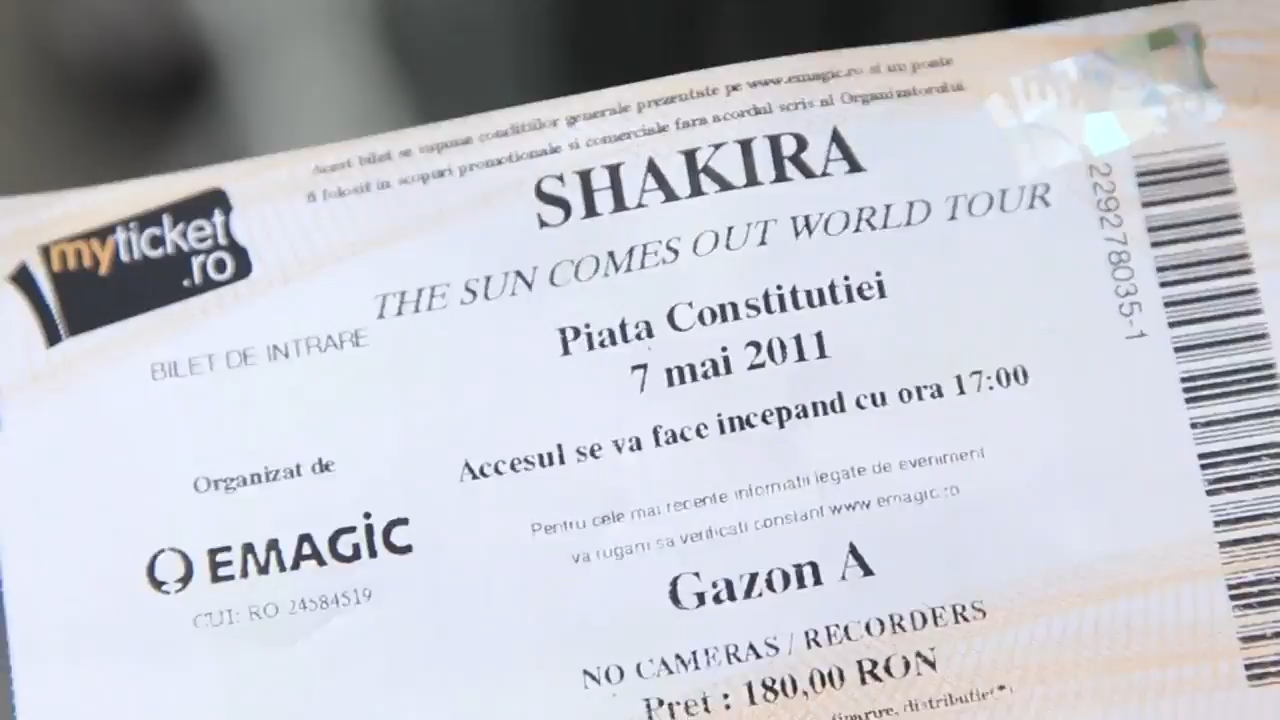 Acest bilet se supune conditiilor generale prezentate pe www.emagic.ro si nu poate
fi folosit in scopuri promotionale si comerciale fara acordul scris al Organizatorului
SHAKIRA
THE SUN COMES OUT WORLD TOUR
myticket
.ro
BILET DE INTRARE
Piata Constitutiei
7 mai 2011
Accesul se va face incepand cu ora 17:00
Organizat de
EMAGIC
CUI: RO 24584519
Pentru cele mai recente informatii legate de eveniment
va rugam sa verificati constant www.emagic.ro
Gazon A
NO CAMERAS / RECORDERS
Pret : 180,00 RON
distributie(*)
229278035-1